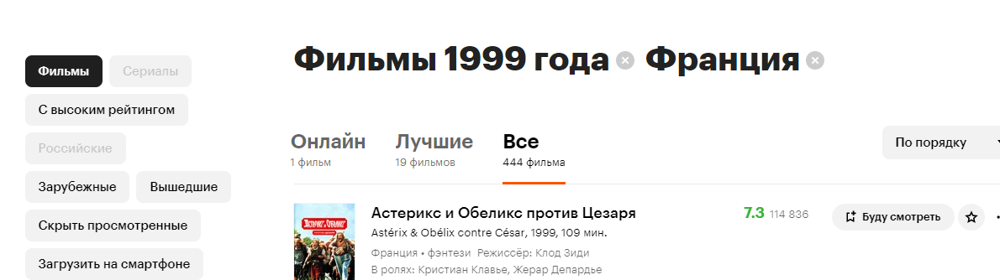 Фильмы 1999 года Франция
Фильмы Сериалы
С высоким рейтингом
Российские
Зарубежные Вышедшие
Скрыть просмотренные
Загрузить на смартфоне
Онлайн Лучшие Все
1 фильм 19 фильмов 444 фильма
По порядку
АСТЕРИКС и ОБЕЛИКС
Астерикс и Обеликс против Цезаря
7.3 114 836
Буду смотреть
Astérix & Obélix contre César, 1999, 109 мин.
Франция • фэнтези Режиссёр: Клод Зиди
В ролях: Кристиан Клавье, Жерар Депардье